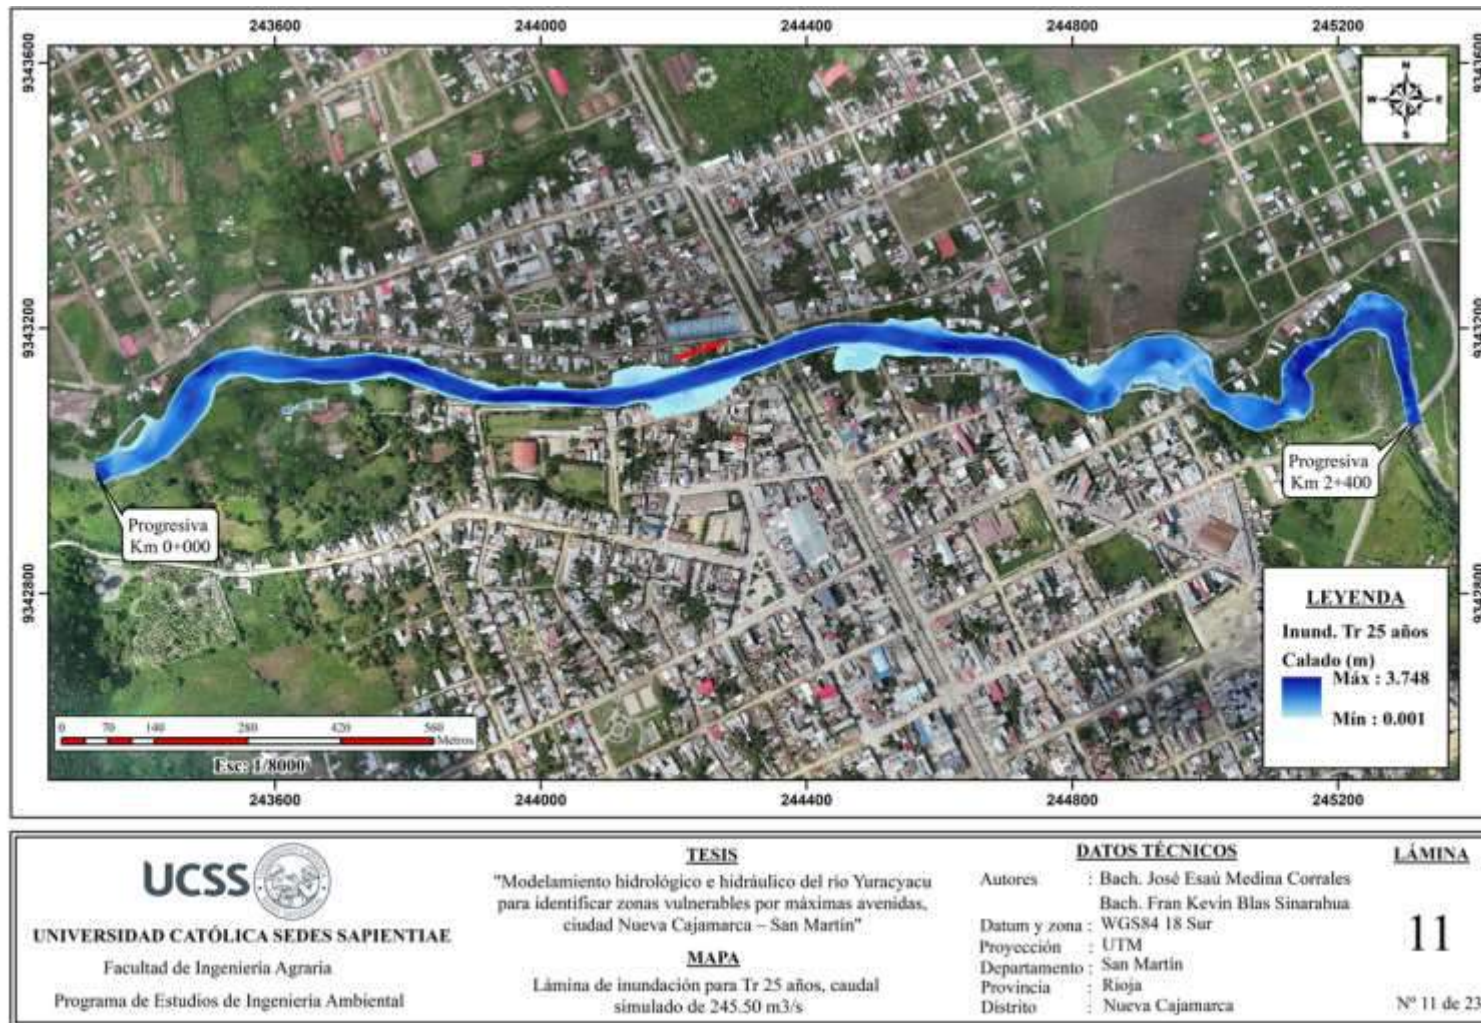 243600 244000 244400 244800 245200
9343600 9343600
N
W E
S
9343200 9343200
Progresiva
Km 0+000
Progresiva
Km 2+400
9342800 9342800
LEYENDA
Inund. Tr 25 años
Calado (m)
Máx : 3.748
Mín : 0.001
0 70 140 280 420 560
Metros
Esc: 1/8000
243600 244000 244400 244800 245200
UCSS
UNIVERSIDAD CATÓLICA SEDES SAPIENTIAE
Facultad de Ingeniería Agraria
Programa de Estudios de Ingeniería Ambiental
TESIS
"Modelamiento hidrológico e hidráulico del río Yuracyacu
para identificar zonas vulnerables por máximas avenidas,
ciudad Nueva Cajamarca – San Martín"
MAPA
Lámina de inundación para Tr 25 años, caudal
simulado de 245.50 m3/s
DATOS TÉCNICOS
Autores : Bach. José Esaú Medina Corrales
Bach. Fran Kevin Blas Sinarahua
Datum y zona : WGS84 18 Sur
Proyección : UTM
Departamento : San Martín
Provincia : Rioja
Distrito : Nueva Cajamarca
LÁMINA
11
Nº 11 de 23